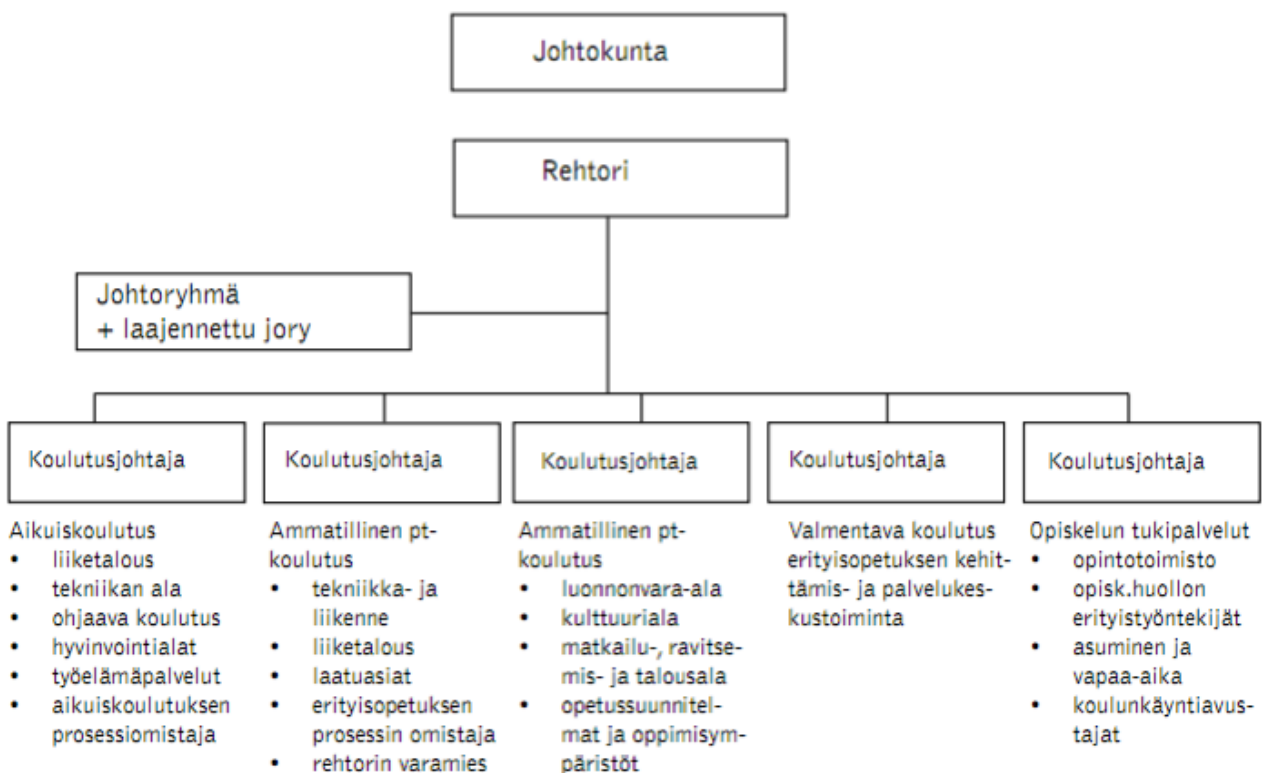 Johtokunta
Rehtori
Johtoryhmä
+ laajennettu jory
Koulutusjohtaja
Aikuiskoulutus
• liiketalous
• tekniikan ala
• ohjaava koulutus
• hyvinvointialat
• työelämäpalvelut
• aikuiskoulutuksen
prosessiomistaja
Koulutusjohtaja
Ammatillinen pt-
koulutus
• tekniikka- ja
liikenne
• liiketalous
• laatuasiat
• erityisopetuksen
prosessin omistaja
• rehtorin varamies
Koulutusjohtaja
Ammatillinen pt-
koulutus
• luonnonvara-ala
• kulttuuriala
• matkailu-, ravitse-
mis- ja talousala
• opetussuunnitel-
mat ja oppimisym-
päristöt
Koulutusjohtaja
Valmentava koulutus
erityisopetuksen kehit-
tämis- ja palvelukes-
kustoiminta
Koulutusjohtaja
Opiskelun tukipalvelut
• opintotoimisto
• opisk.huollon
erityistyöntekijät
• asuminen ja
vapaa-aika
• koulunkäyntiavus-
tajat